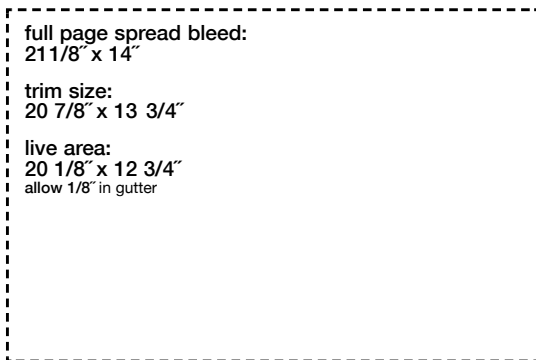 full page spread bleed:
211/8˝ x 14˝
trim size:
20 7/8˝ x 13 3/4˝
live area:
20 1/8˝ x 12 3/4˝
allow 1/8˝ in gutter